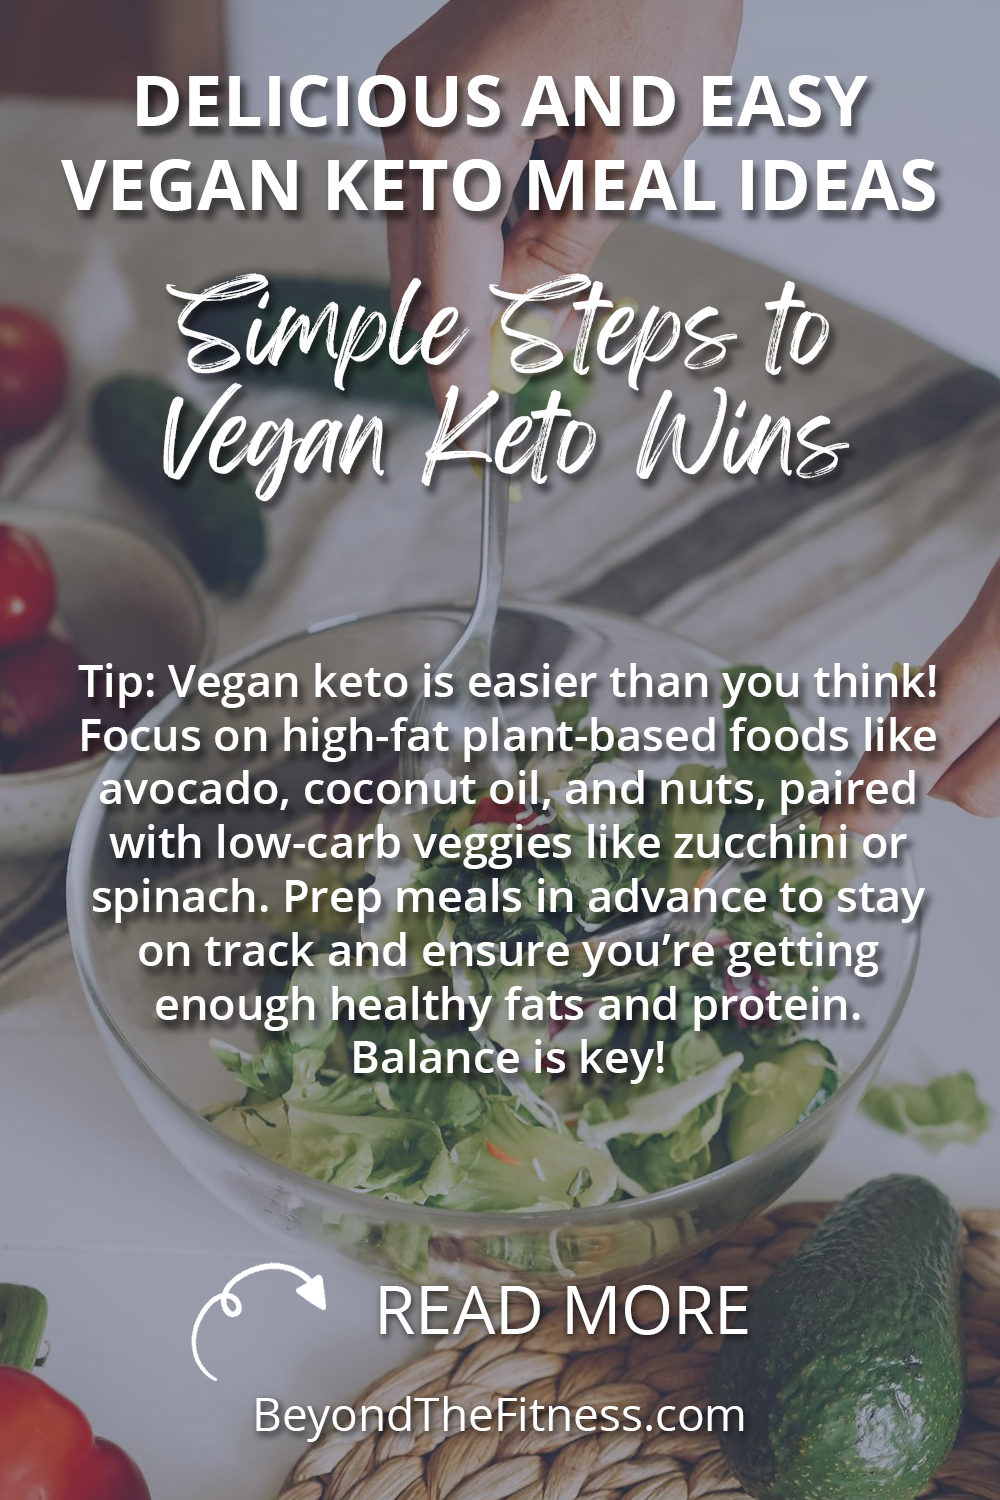 DELICIOUS AND EASY
VEGAN KETO MEAL IDEAS
Simple Steps to
Vegan Keto Wins
Tip: Vegan keto is easier than you think!
Focus on high-fat plant-based foods like
avocado, coconut oil, and nuts, paired
with low-carb veggies like zucchini or
spinach. Prep meals in advance to stay
on track and ensure you’re getting
enough healthy fats and protein.
Balance is key!
READ MORE
BeyondTheFitness.com